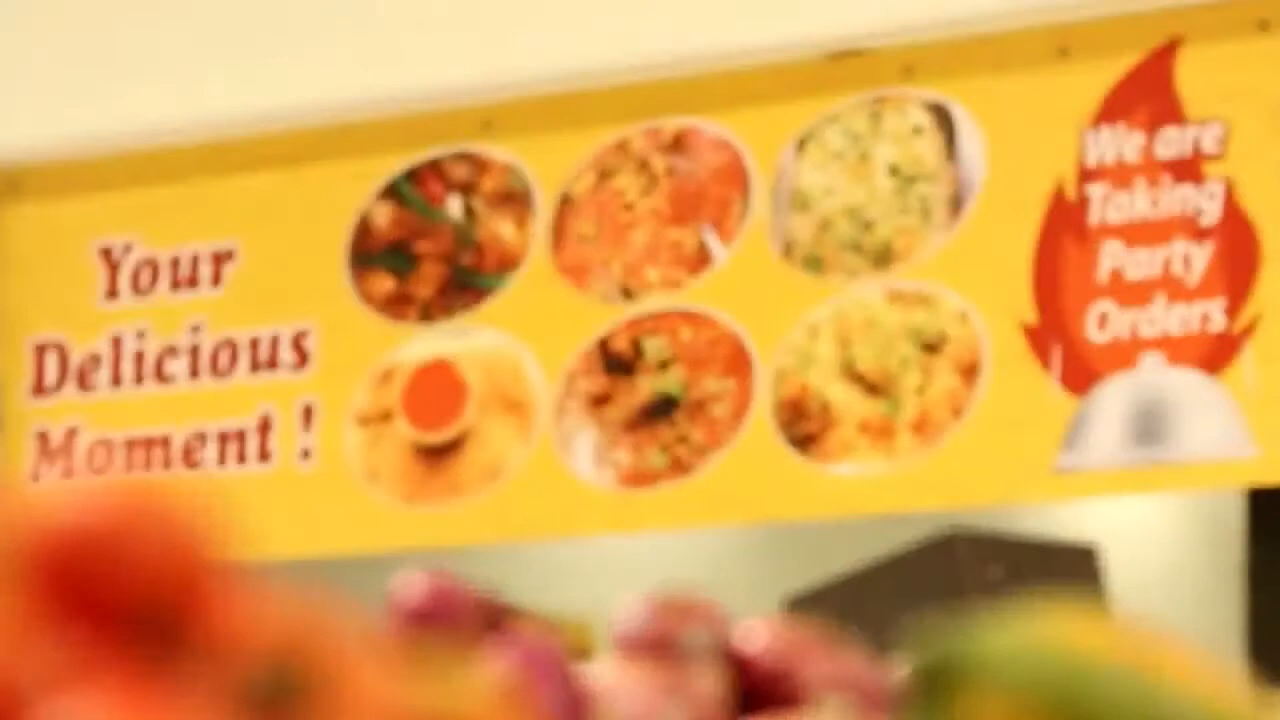 Your
Delicious
Moment !
We are
Taking
Party
Orders